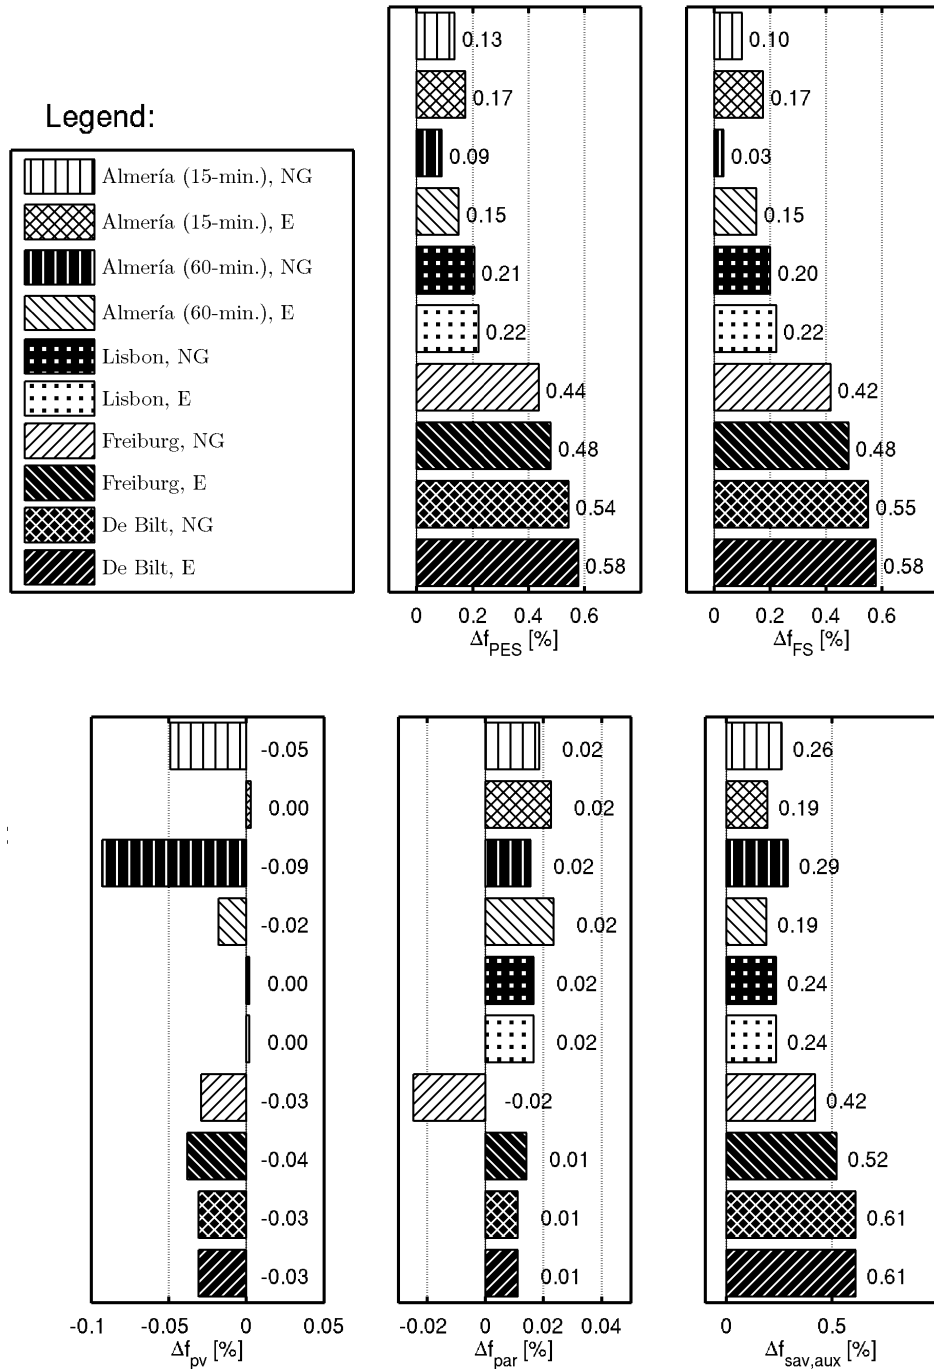 Legend:
Almería (15-min.), NG
Almería (15-min.), E
Almería (60-min.), NG
Almería (60-min.), E
Lisbon, NG
Lisbon, E
Freiburg, NG
Freiburg, E
De Bilt, NG
De Bilt, E
0.13
0.17
0.09
0.15
0.21
0.22
0.44
0.48
0.54
0.58
0 0.2 0.4 0.6
Δf_PES [%]
0.10
0.17
0.03
0.15
0.20
0.22
0.42
0.48
0.55
0.58
0 0.2 0.4 0.6
Δf_FS [%]
-0.05
0.00
-0.09
-0.02
0.00
0.00
-0.03
-0.04
-0.03
-0.03
-0.1 -0.05 0 0.05
Δf_pv [%]
0.02
0.02
0.02
0.02
0.02
0.02
-0.02
0.01
0.01
0.01
-0.02 0 0.02 0.04
Δf_par [%]
0.26
0.19
0.29
0.19
0.24
0.24
0.42
0.52
0.61
0.61
0 0.5
Δf_sav,aux [%]